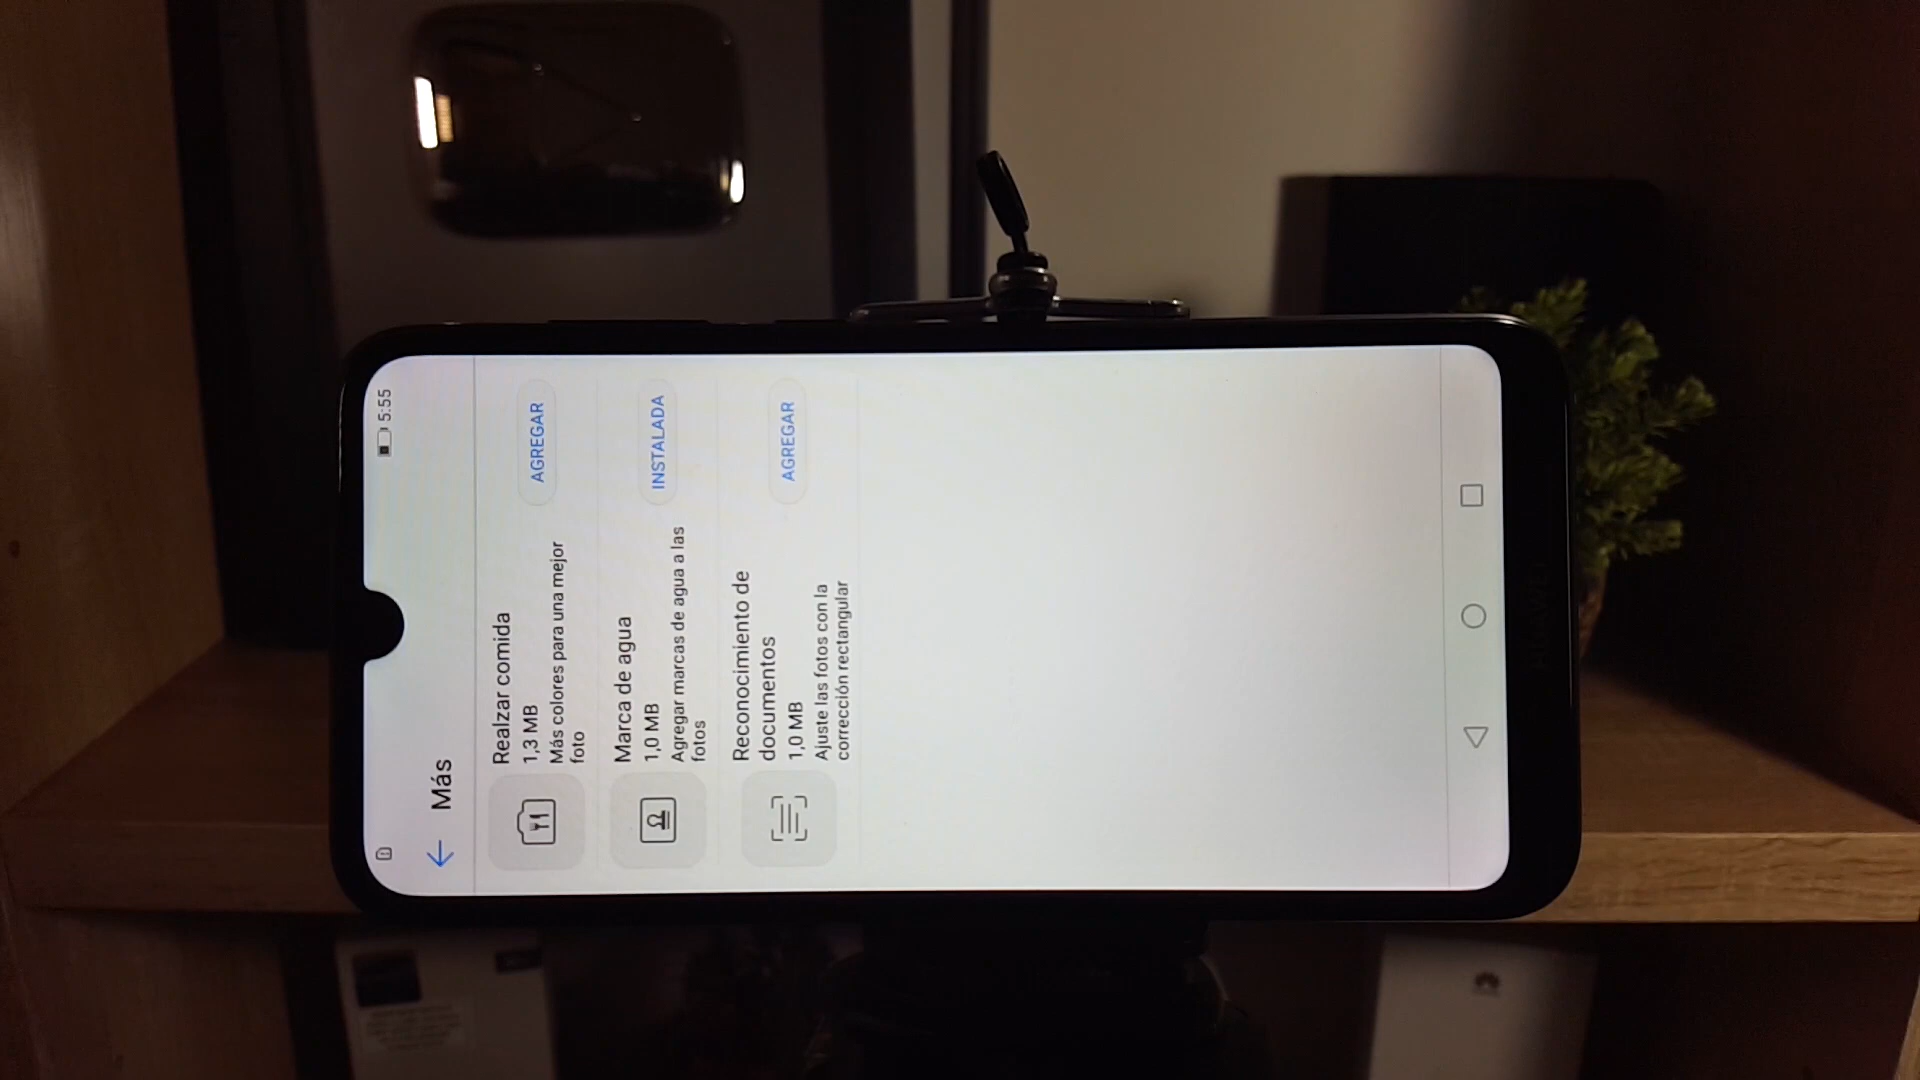 5:55
Más
Realzar comida
1,3 MB
Más colores para una mejor
foto
AGREGAR
Marca de agua
1,0 MB
Agregar marcas de agua a las
fotos
INSTALADA
Reconocimiento de
documentos
1,0 MB
Ajuste las fotos con la
corrección rectangular
AGREGAR
HUAWEI